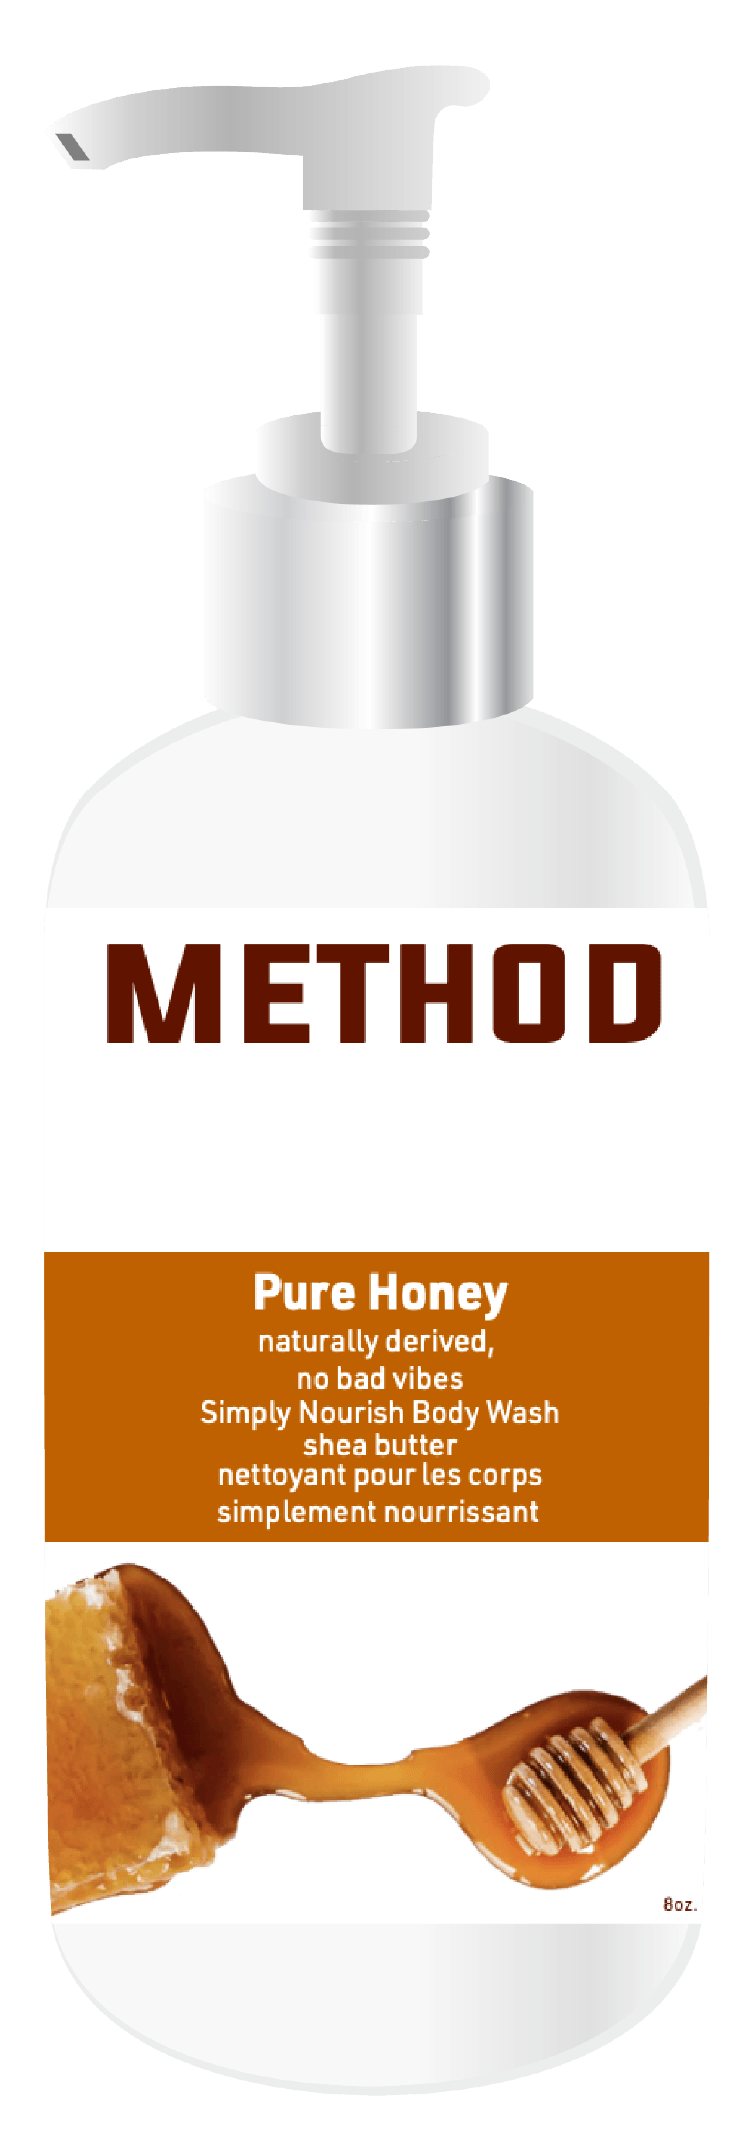 METHOD
Pure Honey
naturally derived,
no bad vibes
Simply Nourish Body Wash
shea butter
nettoyant pour les corps
simplement nourrissant
8oz.